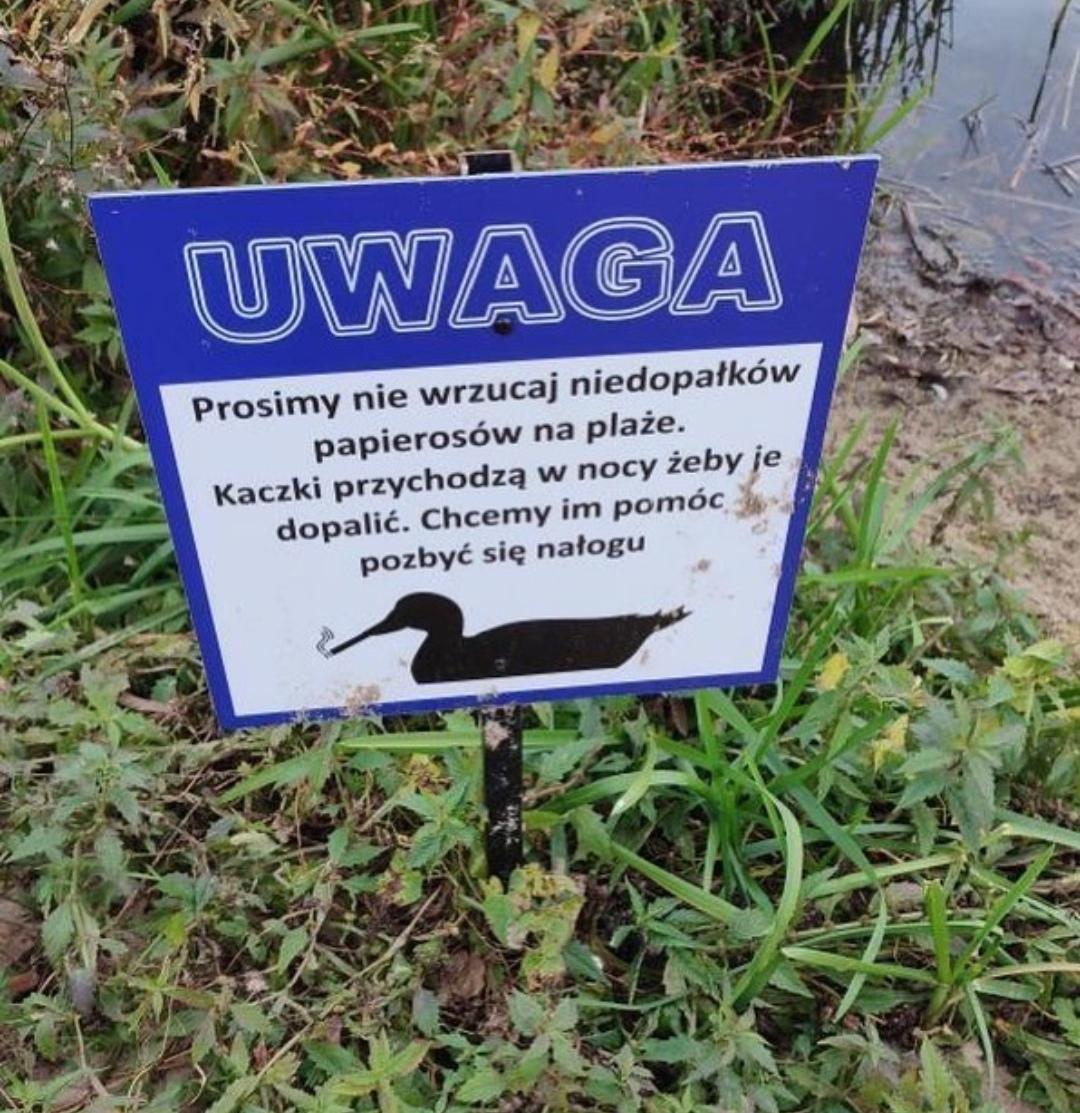 UWAGA
Prosimy nie wrzucaj niedopałków
papierosów na plaże.
Kaczki przychodzą w nocy żeby je
dopalić. Chcemy im pomóc
pozbyć się nałogu